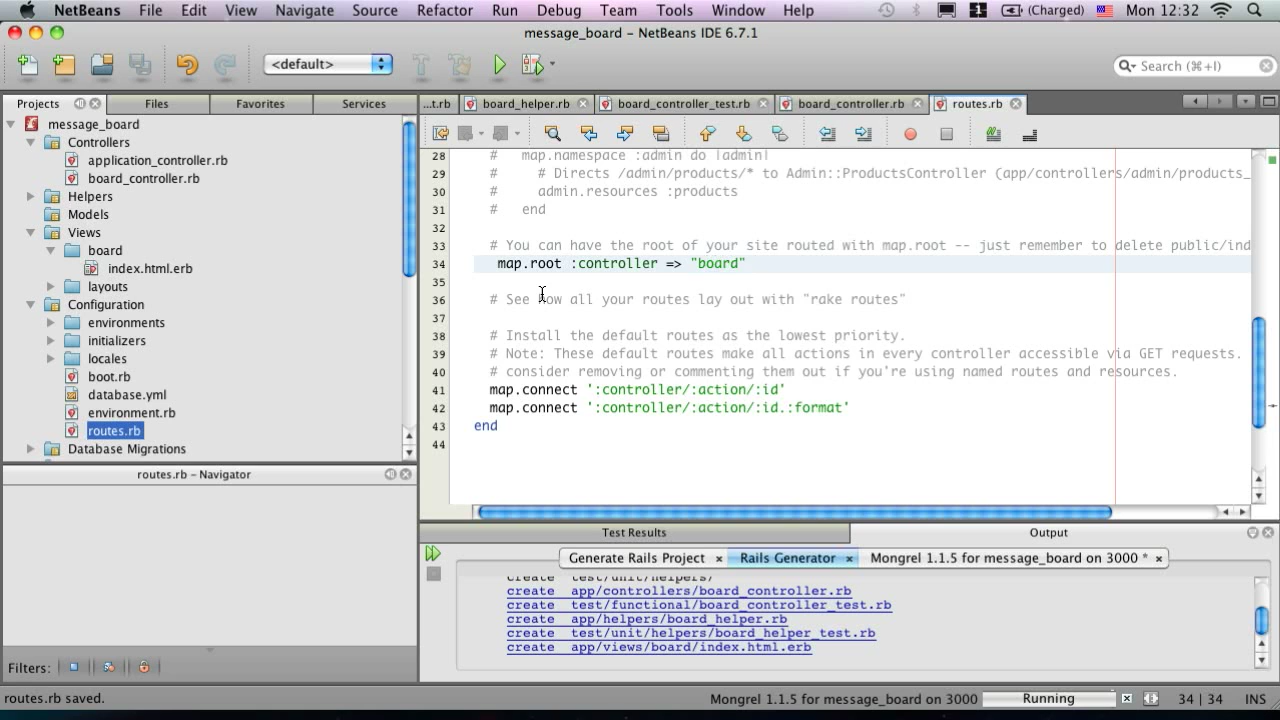 NetBeans File Edit View Navigate Source Refactor Run Debug Team Tools Window Help 1 (Charged) Mon 12:32
message_board – NetBeans IDE 6.7.1
<default> Search (⌘+I)
Projects Files Favorites Services
...t.rb board_helper.rb board_controller_test.rb board_controller.rb routes.rb
message_board
Controllers
application_controller.rb
board_controller.rb
Helpers
Models
Views
board
index.html.erb
layouts
Configuration
environments
initializers
locales
boot.rb
database.yml
environment.rb
routes.rb
Database Migrations
routes.rb – Navigator
Filters:
28 # map.namespace :admin do |admin|
29 # # Directs /admin/products/* to Admin::ProductsController (app/controllers/admin/products_
30 # admin.resources :products
31 # end
32
33 # You can have the root of your site routed with map.root -- just remember to delete public/ind
34 map.root :controller => "board"
35
36 # See how all your routes lay out with "rake routes"
37
38 # Install the default routes as the lowest priority.
39 # Note: These default routes make all actions in every controller accessible via GET requests.
40 # consider removing or commenting them out if you're using named routes and resources.
41 map.connect ':controller/:action/:id'
42 map.connect ':controller/:action/:id.:format'
43 end
44
Test Results Output
Generate Rails Project Rails Generator Mongrel 1.1.5 for message_board on 3000 *
create test/unit/helpers/
create app/controllers/board_controller.rb
create test/functional/board_controller_test.rb
create app/helpers/board_helper.rb
create test/unit/helpers/board_helper_test.rb
create app/views/board/index.html.erb
routes.rb saved. Mongrel 1.1.5 for message_board on 3000 Running 34 | 34 INS